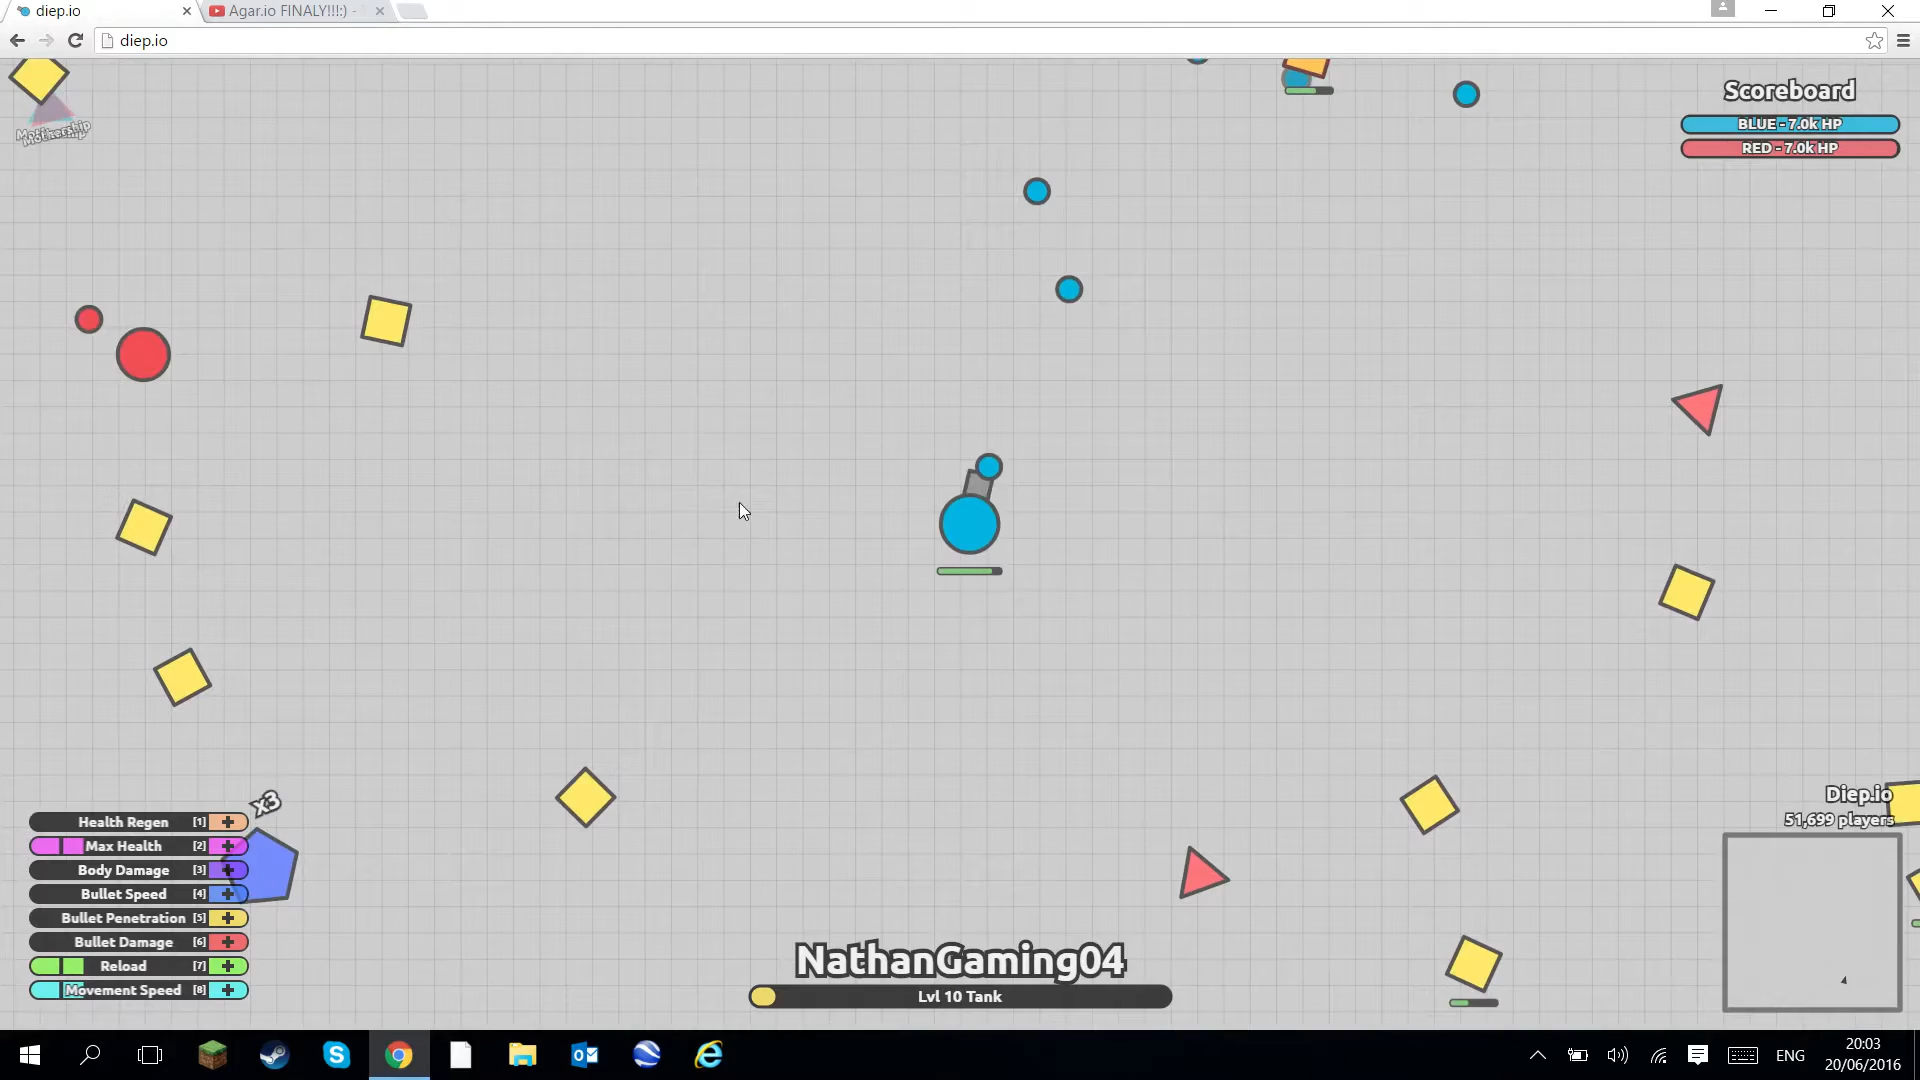 diep.io
Agar.io FINALY!!!:) -
diep.io
Mothership
Scoreboard
BLUE - 7.0k HP
RED - 7.0k HP
x3
Health Regen [1]
Max Health [2]
Body Damage [3]
Bullet Speed [4]
Bullet Penetration [5]
Bullet Damage [6]
Reload [7]
Movement Speed [8]
NathanGaming04
Lvl 10 Tank
Diep.io
51,699 players
ENG
20:03
20/06/2016